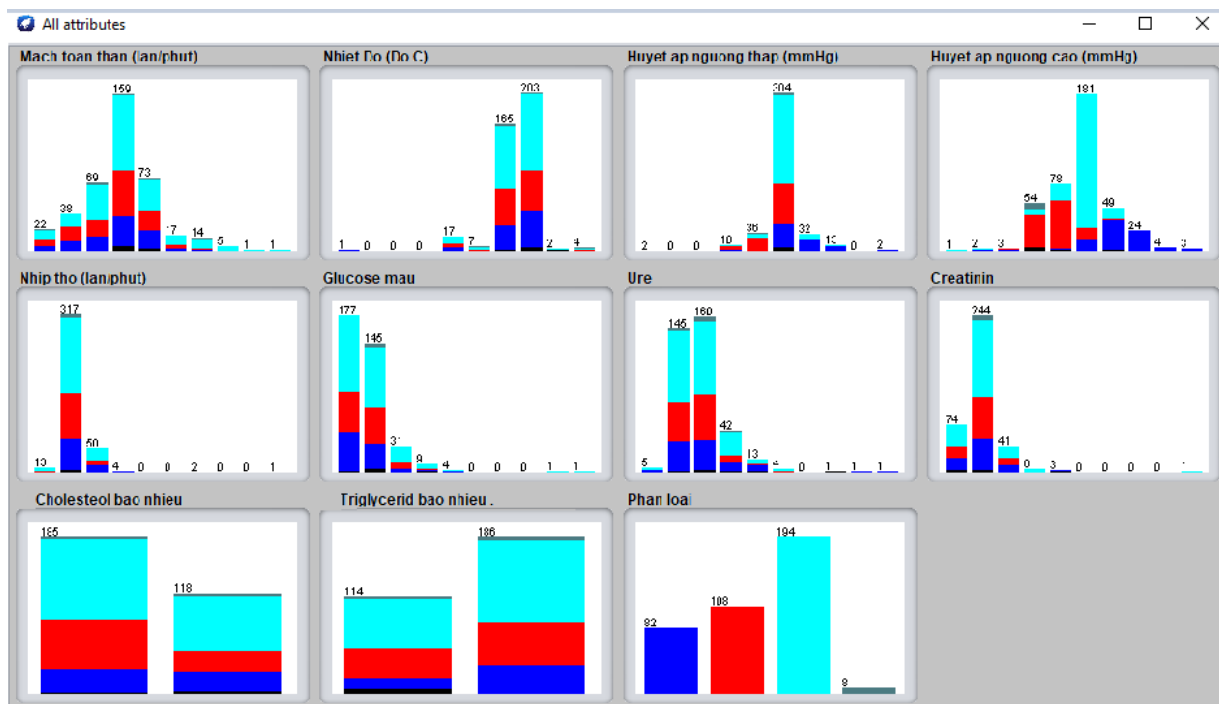 All attributes
Mach toan than (lan/phut)
Nhiet Do (Do C)
Huyet ap nguong thap (mmHg)
Huyet ap nguong cao (mmHg)
22 38 69 159 73 17 14 5 1 1
1 0 0 0 17 7 165 203 2 4
2 0 0 10 36 304 32 13 0 2
1 2 3 54 78 181 49 24 4 3
Nhip tho (lan/phut)
Glucose mau
Ure
Creatinin
13 317 50 4 0 0 2 0 0 1
177 145 31 9 4 0 0 0 1 1
5 145 160 42 13 4 0 1 1 1
74 244 41 3 0 0 0 0
Cholesteol bao nhieu
Triglycerid bao nhieu .
Phan loai
185 118
114 186
194 108 8